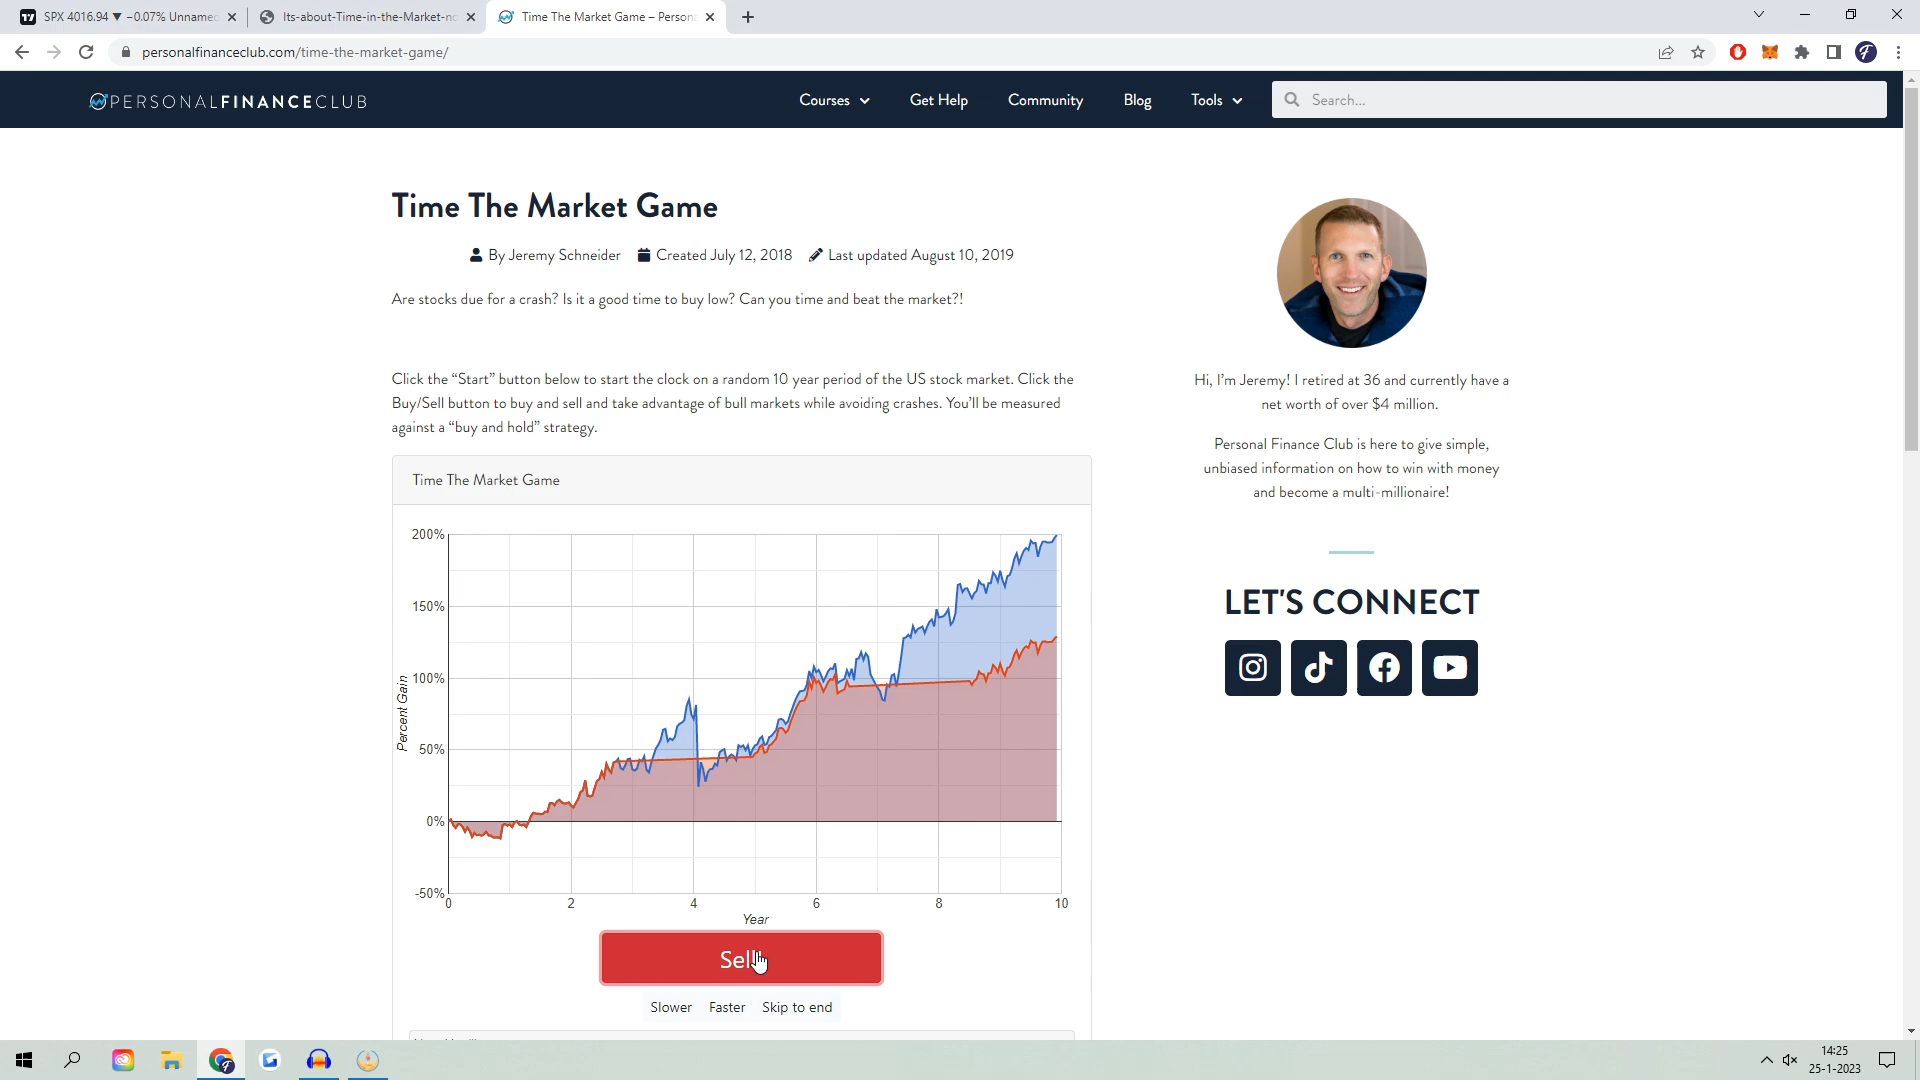 SPX 4016.94 ▼ −0.07% Unname
Its-about-Time-in-the-Market-no
Time The Market Game – Person
personalfinanceclub.com/time-the-market-game/
PERSONALFINANCECLUB
Courses
Get Help
Community
Blog
Tools
Search...
Time The Market Game
By Jeremy Schneider
Created July 12, 2018
Last updated August 10, 2019
Are stocks due for a crash? Is it a good time to buy low? Can you time and beat the market?!
Click the “Start” button below to start the clock on a random 10 year period of the US stock market. Click the
Buy/Sell button to buy and sell and take advantage of bull markets while avoiding crashes. You’ll be measured
against a “buy and hold” strategy.
Time The Market Game
200%
150%
100%
50%
0%
-50%
Percent Gain
0 2 4 6 8 10
Year
Sell
Slower Faster Skip to end
Hi, I’m Jeremy! I retired at 36 and currently have a
net worth of over $4 million.
Personal Finance Club is here to give simple,
unbiased information on how to win with money
and become a multi-millionaire!
LET'S CONNECT
14:25
25-1-2023